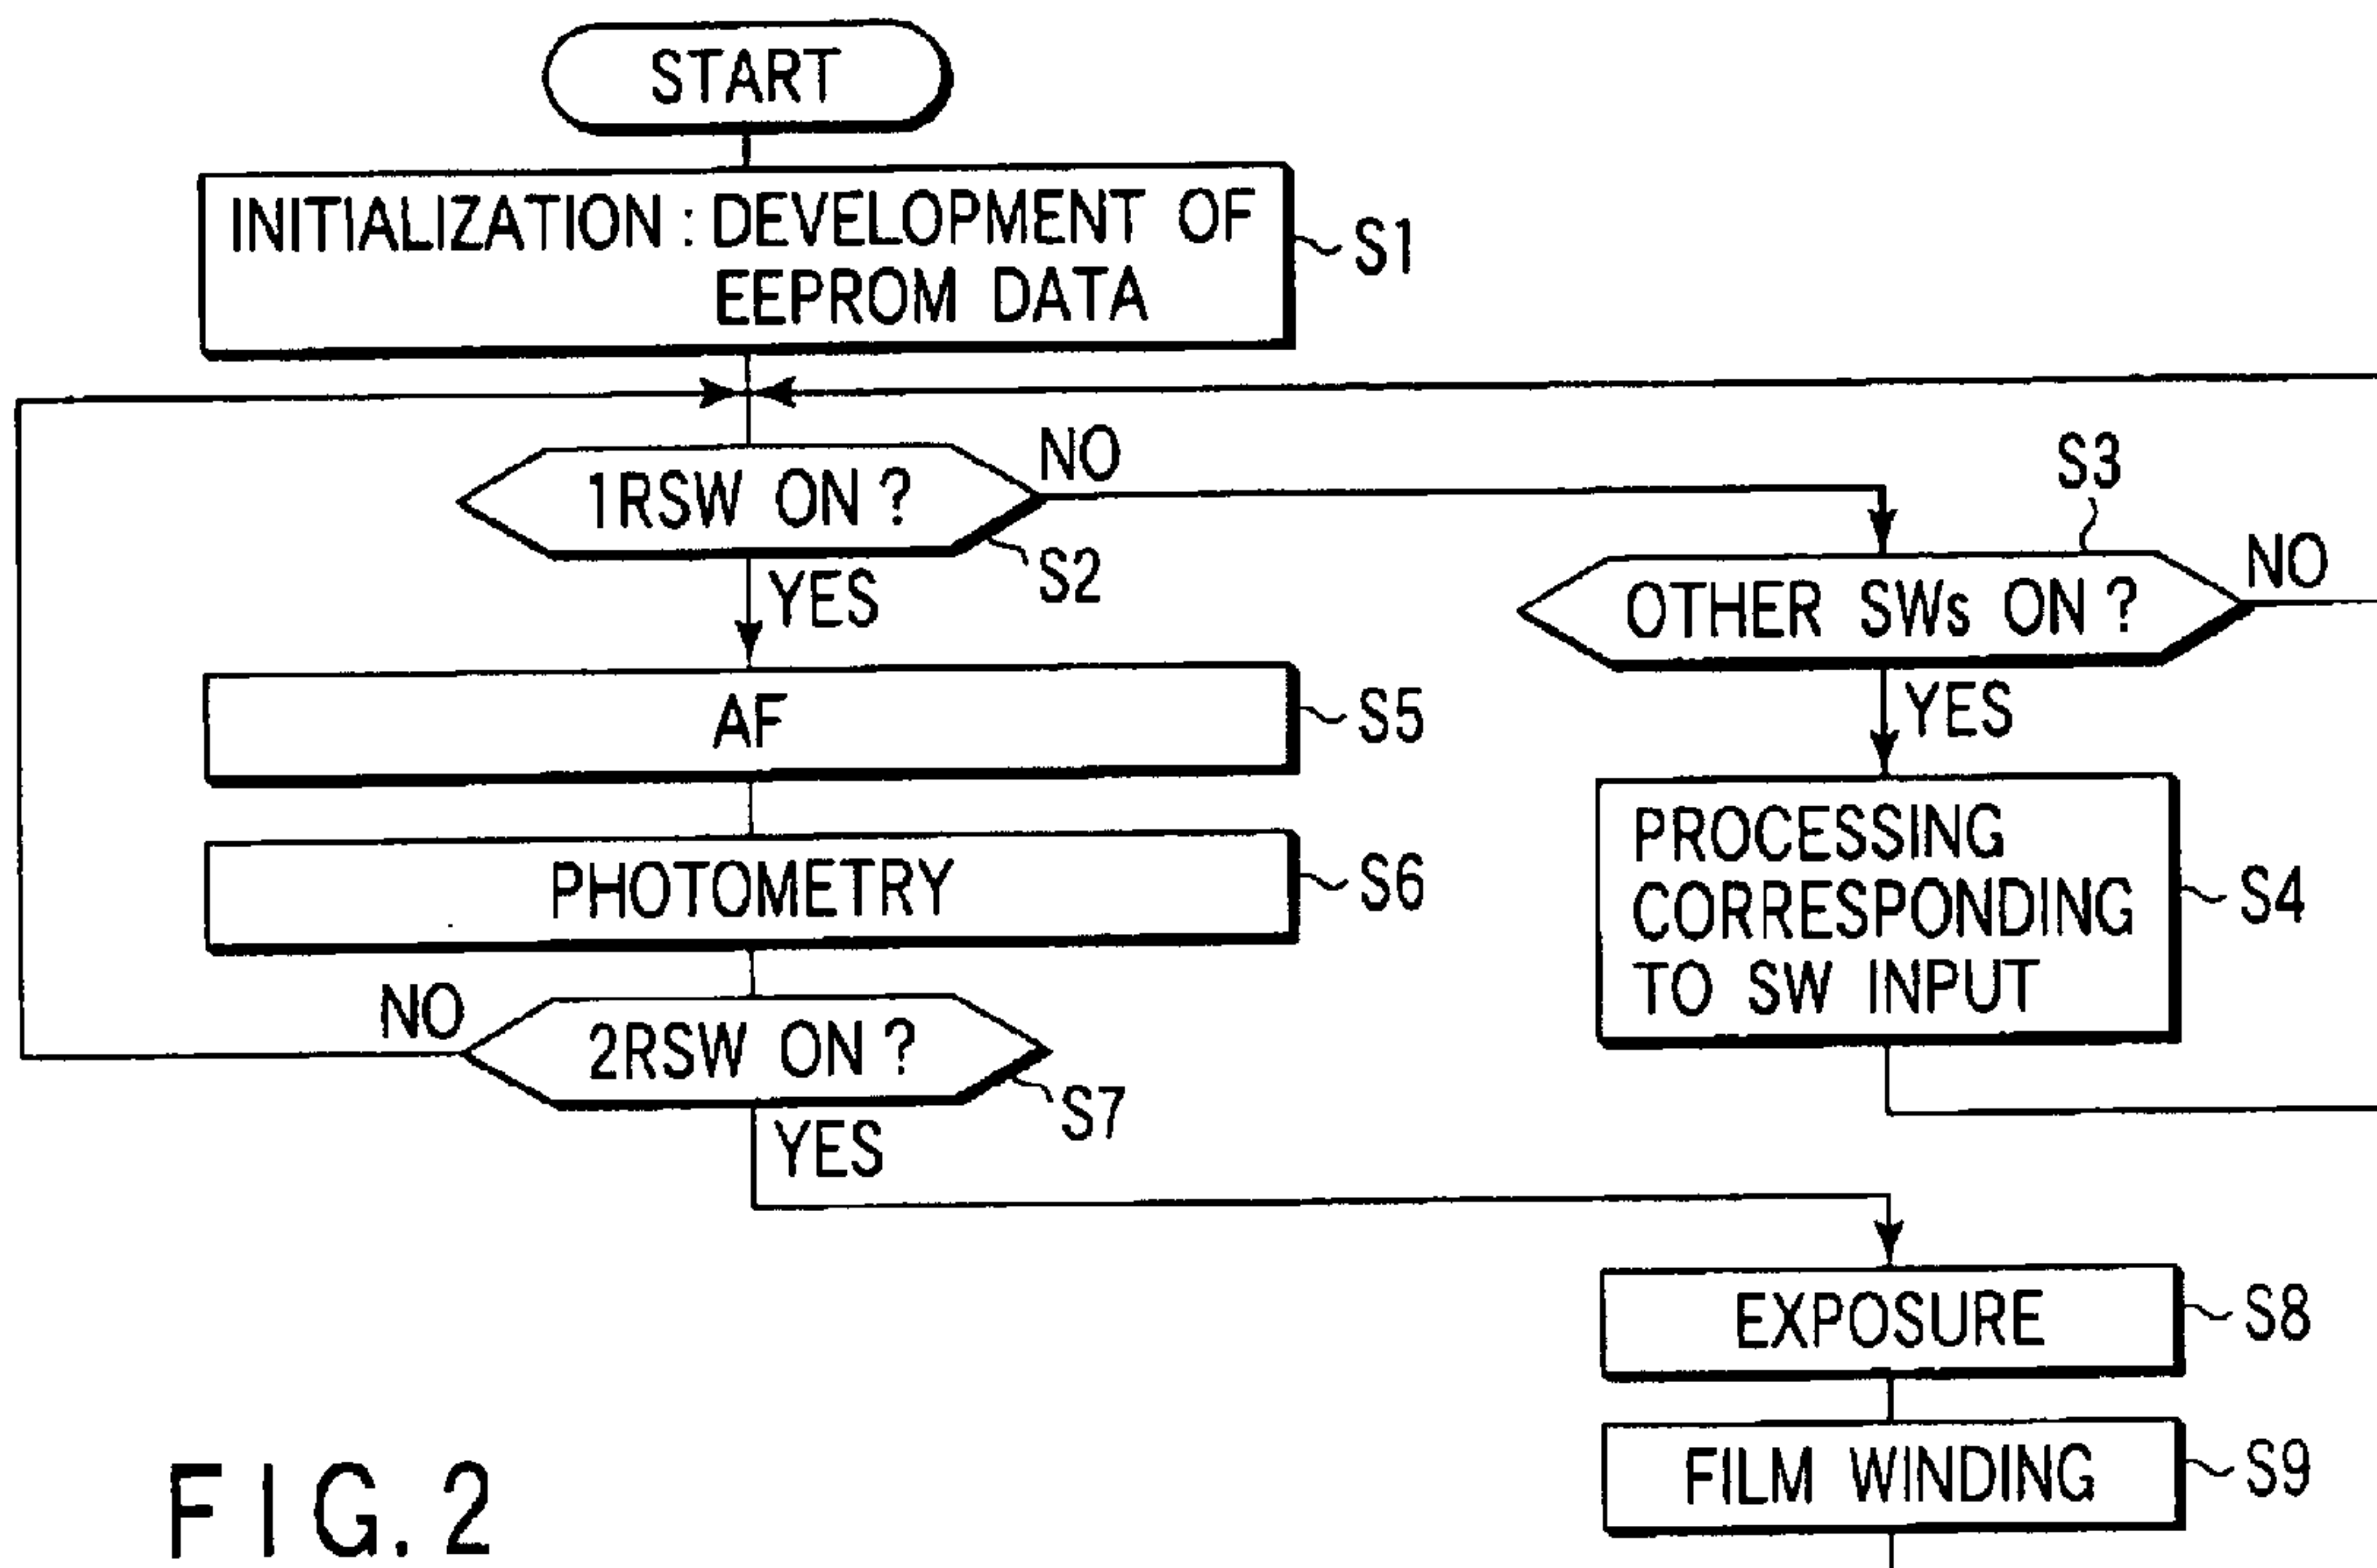 START
INITIALIZATION : DEVELOPMENT OF
EEPROM DATA
S1
1RSW ON ?
NO
S2
YES
S3
OTHER SWs ON ?
NO
YES
AF
S5
PROCESSING
CORRESPONDING
TO SW INPUT
S4
PHOTOMETRY
S6
NO
2RSW ON ?
S7
YES
EXPOSURE
S8
FILM WINDING
S9
FIG. 2